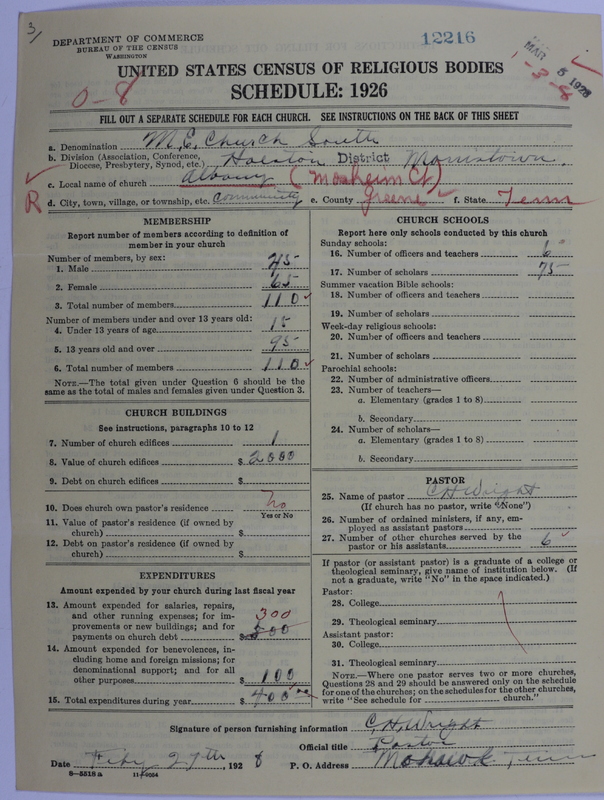 3/
DEPARTMENT OF COMMERCE
BUREAU OF THE CENSUS
WASHINGTON
12216
MAR 5 1928
1-3-8
UNITED STATES CENSUS OF RELIGIOUS BODIES
SCHEDULE: 1926
0-8
FILL OUT A SEPARATE SCHEDULE FOR EACH CHURCH. SEE INSTRUCTIONS ON THE BACK OF THIS SHEET
a. Denomination M.E. Church South
b. Division (Association, Conference, Diocese, Presbytery, Synod, etc.) Holston District Morristown.
c. Local name of church Albany (Mosheim Ct)
R d. City, town, village, or township, etc. Community e. County Greene f. State Tenn
MEMBERSHIP
Report number of members according to definition of
member in your church
Number of members, by sex:
1. Male 45
2. Female 65
3. Total number of members 110
Number of members under and over 13 years old:
4. Under 13 years of age 15
5. 13 years old and over 95
6. Total number of members 110
NOTE.—The total given under Question 6 should be the
same as the total of males and females given under Question 3.
CHURCH BUILDINGS
See instructions, paragraphs 10 to 12
7. Number of church edifices 1
8. Value of church edifices $ 2000
9. Debt on church edifices $
10. Does church own pastor's residence no
Yes or No
11. Value of pastor's residence (if owned by
church) $
12. Debt on pastor's residence (if owned by
church) $
EXPENDITURES
Amount expended by your church during last fiscal year
13. Amount expended for salaries, repairs,
and other running expenses; for im- 300
provements or new buildings; and for
payments on church debt $
14. Amount expended for benevolences, in-
cluding home and foreign missions; for
denominational support; and for all
other purposes $ 100
15. Total expenditures during year $ 400
CHURCH SCHOOLS
Report here only schools conducted by this church
Sunday schools:
16. Number of officers and teachers 6
17. Number of scholars 75
Summer vacation Bible schools:
18. Number of officers and teachers
19. Number of scholars
Week-day religious schools:
20. Number of officers and teachers
21. Number of scholars
Parochial schools:
22. Number of administrative officers
23. Number of teachers—
a. Elementary (grades 1 to 8)
b. Secondary
24. Number of scholars—
a. Elementary (grades 1 to 8)
b. Secondary
PASTOR
25. Name of pastor C H Wright
(If church has no pastor, write "None")
26. Number of ordained ministers, if any, em-
ployed as assistant pastors
27. Number of other churches served by the
pastor or his assistants 6
If pastor (or assistant pastor) is a graduate of a college or
theological seminary, give name of institution below. (If
not a graduate, write "No" in the space indicated.)
Pastor:
28. College
29. Theological seminary
Assistant pastor:
30. College
31. Theological seminary
NOTE.—Where one pastor serves two or more churches,
Questions 28 and 29 should be answered only on the schedule
for one of the churches; on the schedules for the other churches,
write "See schedule for church."
Signature of person furnishing information C. H. Wright
Official title Pastor
Date Feby 27th, 1928 P. O. Address Mohawk Tenn
8—5518 a